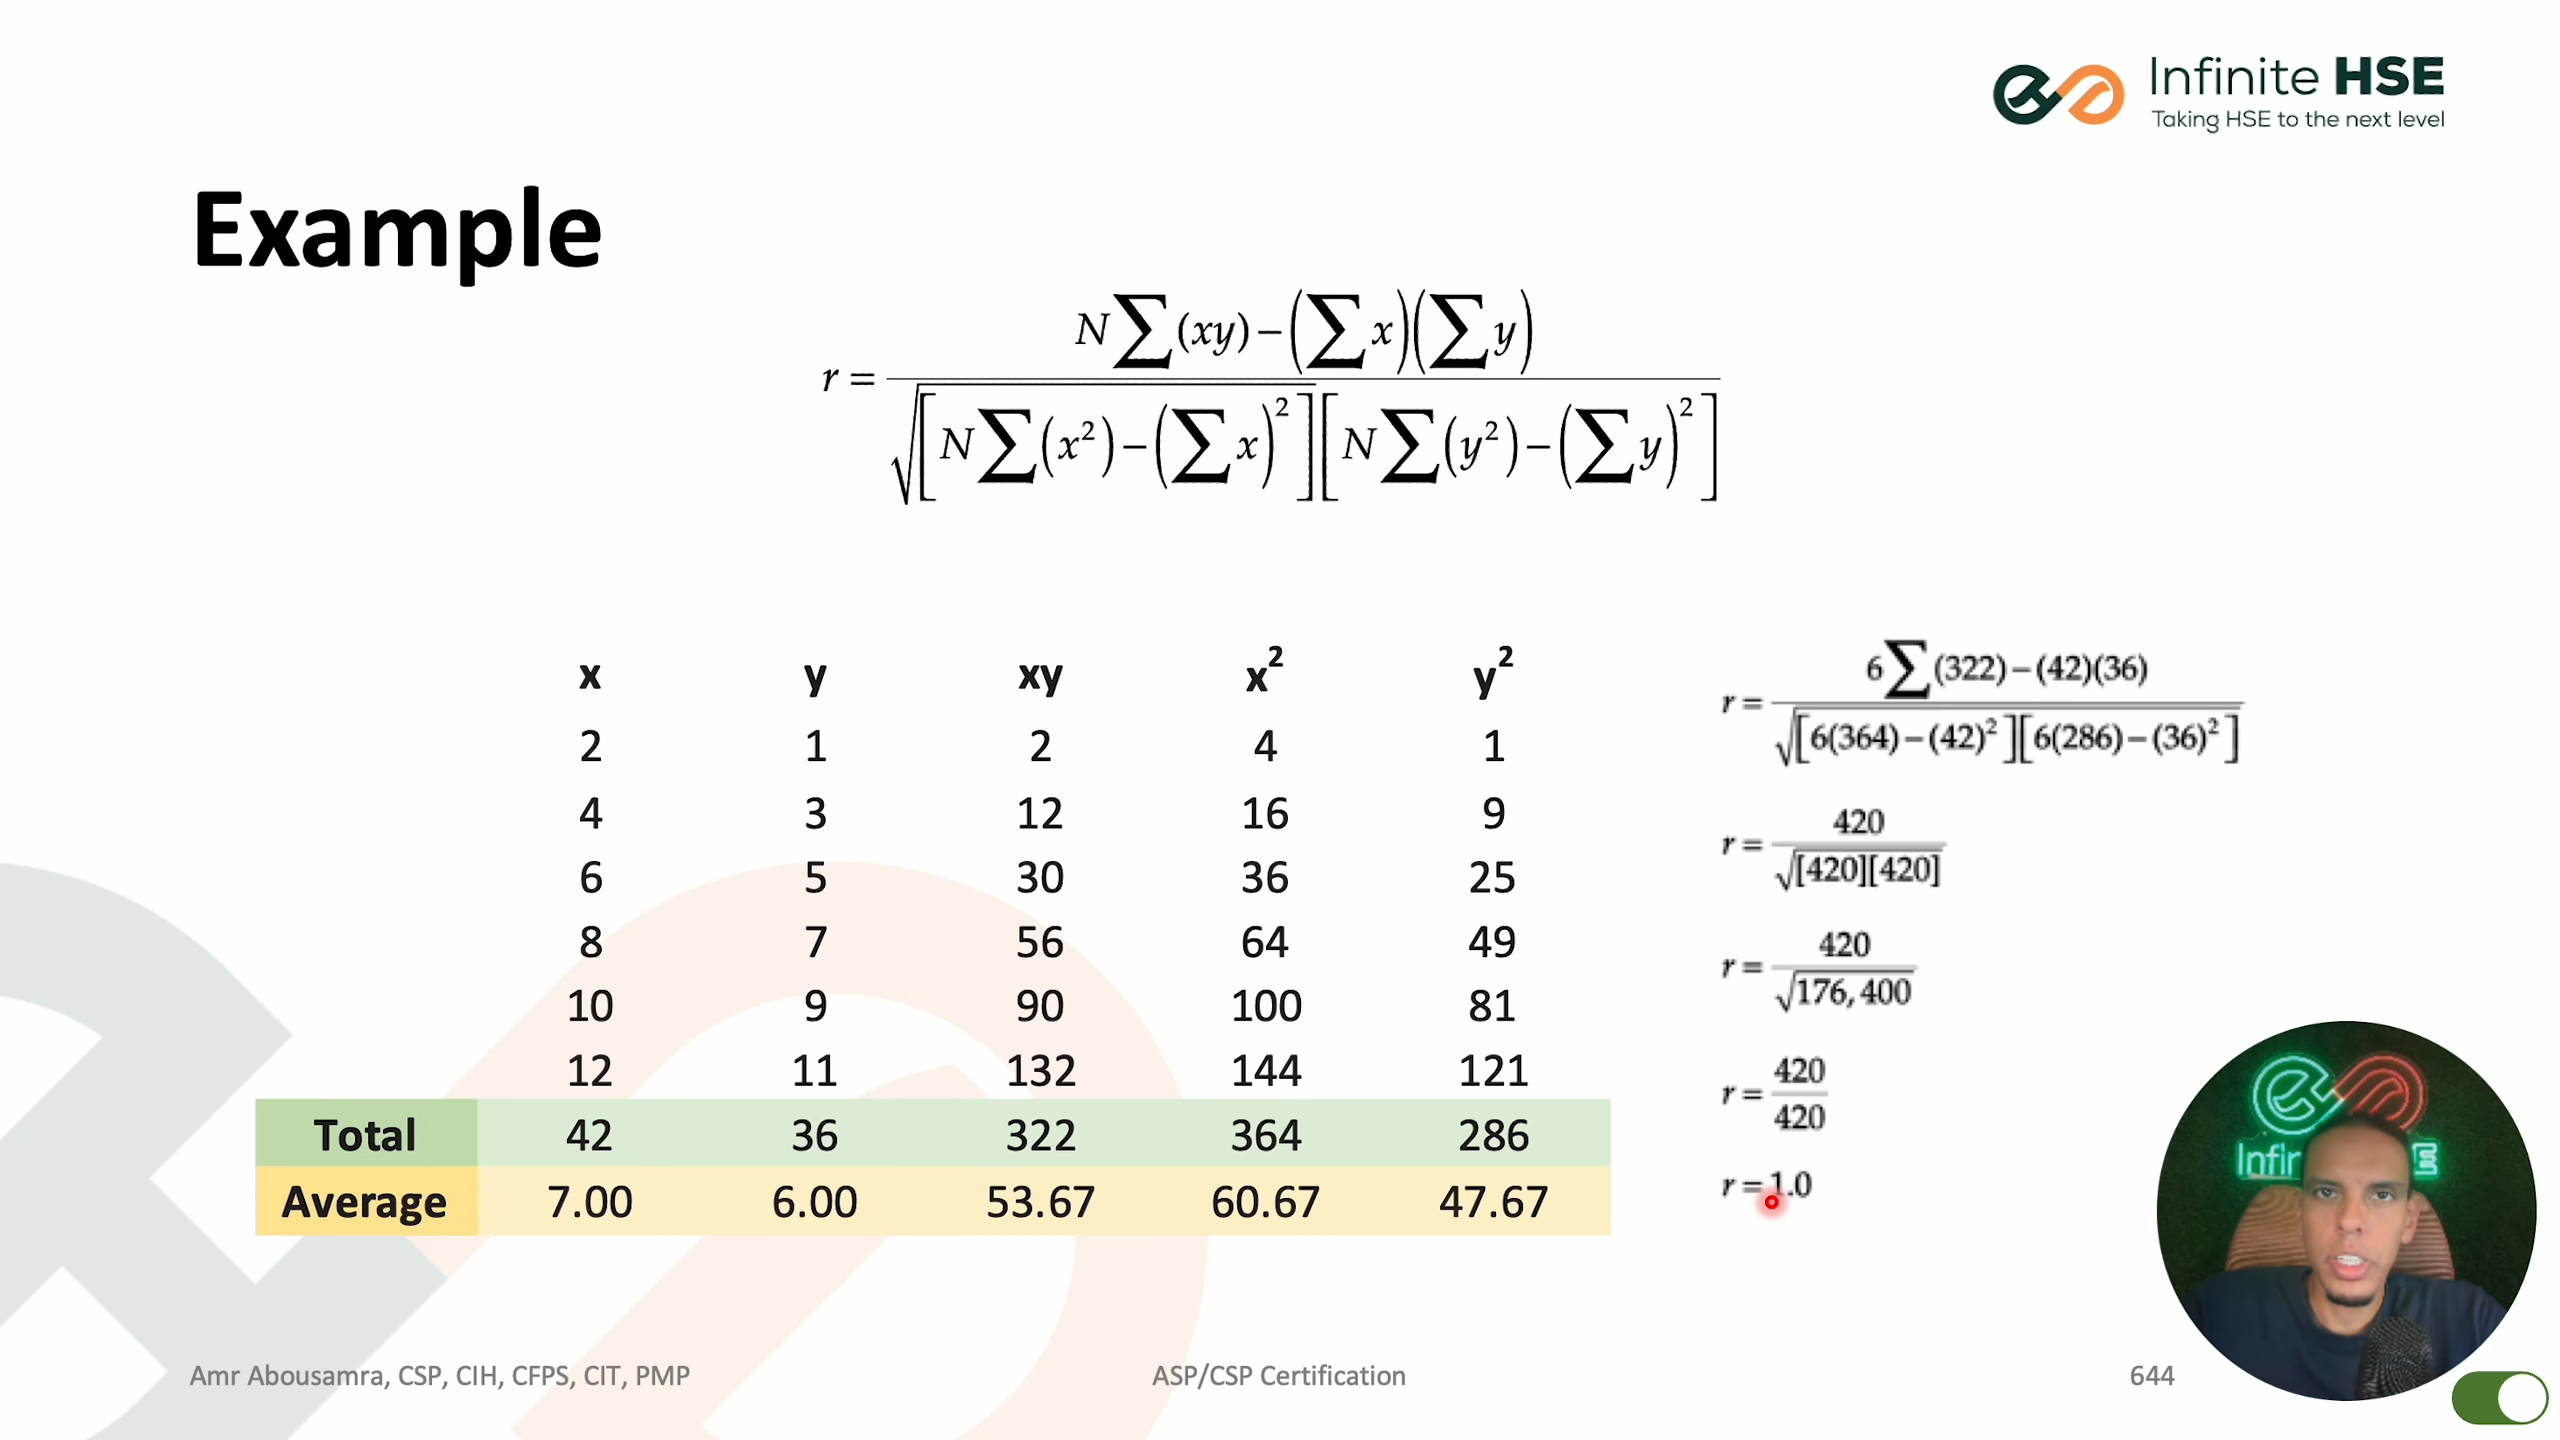 Infinite HSE
Taking HSE to the next level
Example
r = N∑(xy) − (∑x)(∑y) / √[N∑(x²) − (∑x)²][N∑(y²) − (∑y)²]
x y xy x² y²
2 1 2 4 1
4 3 12 16 9
6 5 30 36 25
8 7 56 64 49
10 9 90 100 81
12 11 132 144 121
Total 42 36 322 364 286
Average 7.00 6.00 53.67 60.67 47.67
r = 6∑(322) − (42)(36) / √[6(364) − (42)²][6(286) − (36)²]
r = 420 / √[420][420]
r = 420 / √176,400
r = 420 / 420
r = 1.0
Infin
Amr Abousamra, CSP, CIH, CFPS, CIT, PMP
ASP/CSP Certification
644